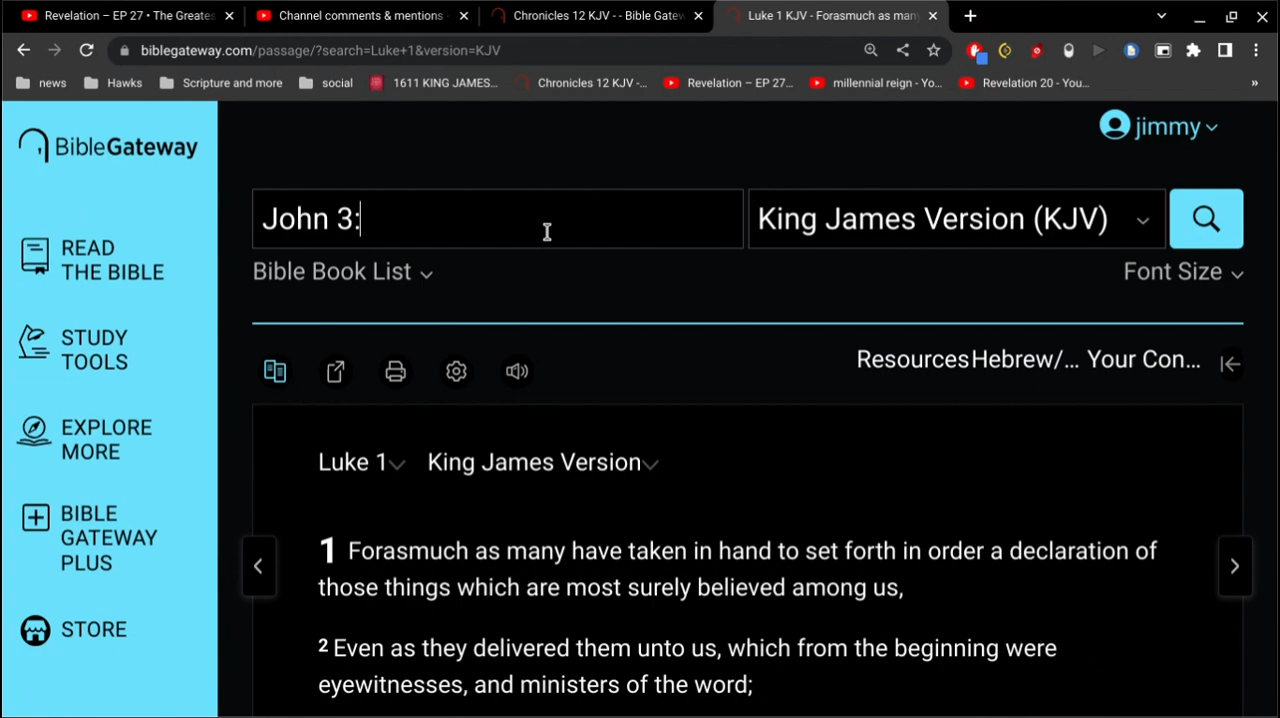 Revelation – EP 27 • The Greates
Channel comments & mentions
Chronicles 12 KJV - - Bible Gatew
Luke 1 KJV - Forasmuch as many
biblegateway.com/passage/?search=Luke+1&version=KJV
news
Hawks
Scripture and more
social
1611 KING JAMES...
Chronicles 12 KJV -...
Revelation – EP 27...
millennial reign - Yo...
Revelation 20 - You...
»
BibleGateway
jimmy
John 3:
King James Version (KJV)
Bible Book List
Font Size
READ
THE BIBLE
STUDY
TOOLS
EXPLORE
MORE
BIBLE
GATEWAY
PLUS
STORE
Resources Hebrew/... Your Con...
Luke 1 King James Version
1 Forasmuch as many have taken in hand to set forth in order a declaration of
those things which are most surely believed among us,
2 Even as they delivered them unto us, which from the beginning were
eyewitnesses, and ministers of the word;